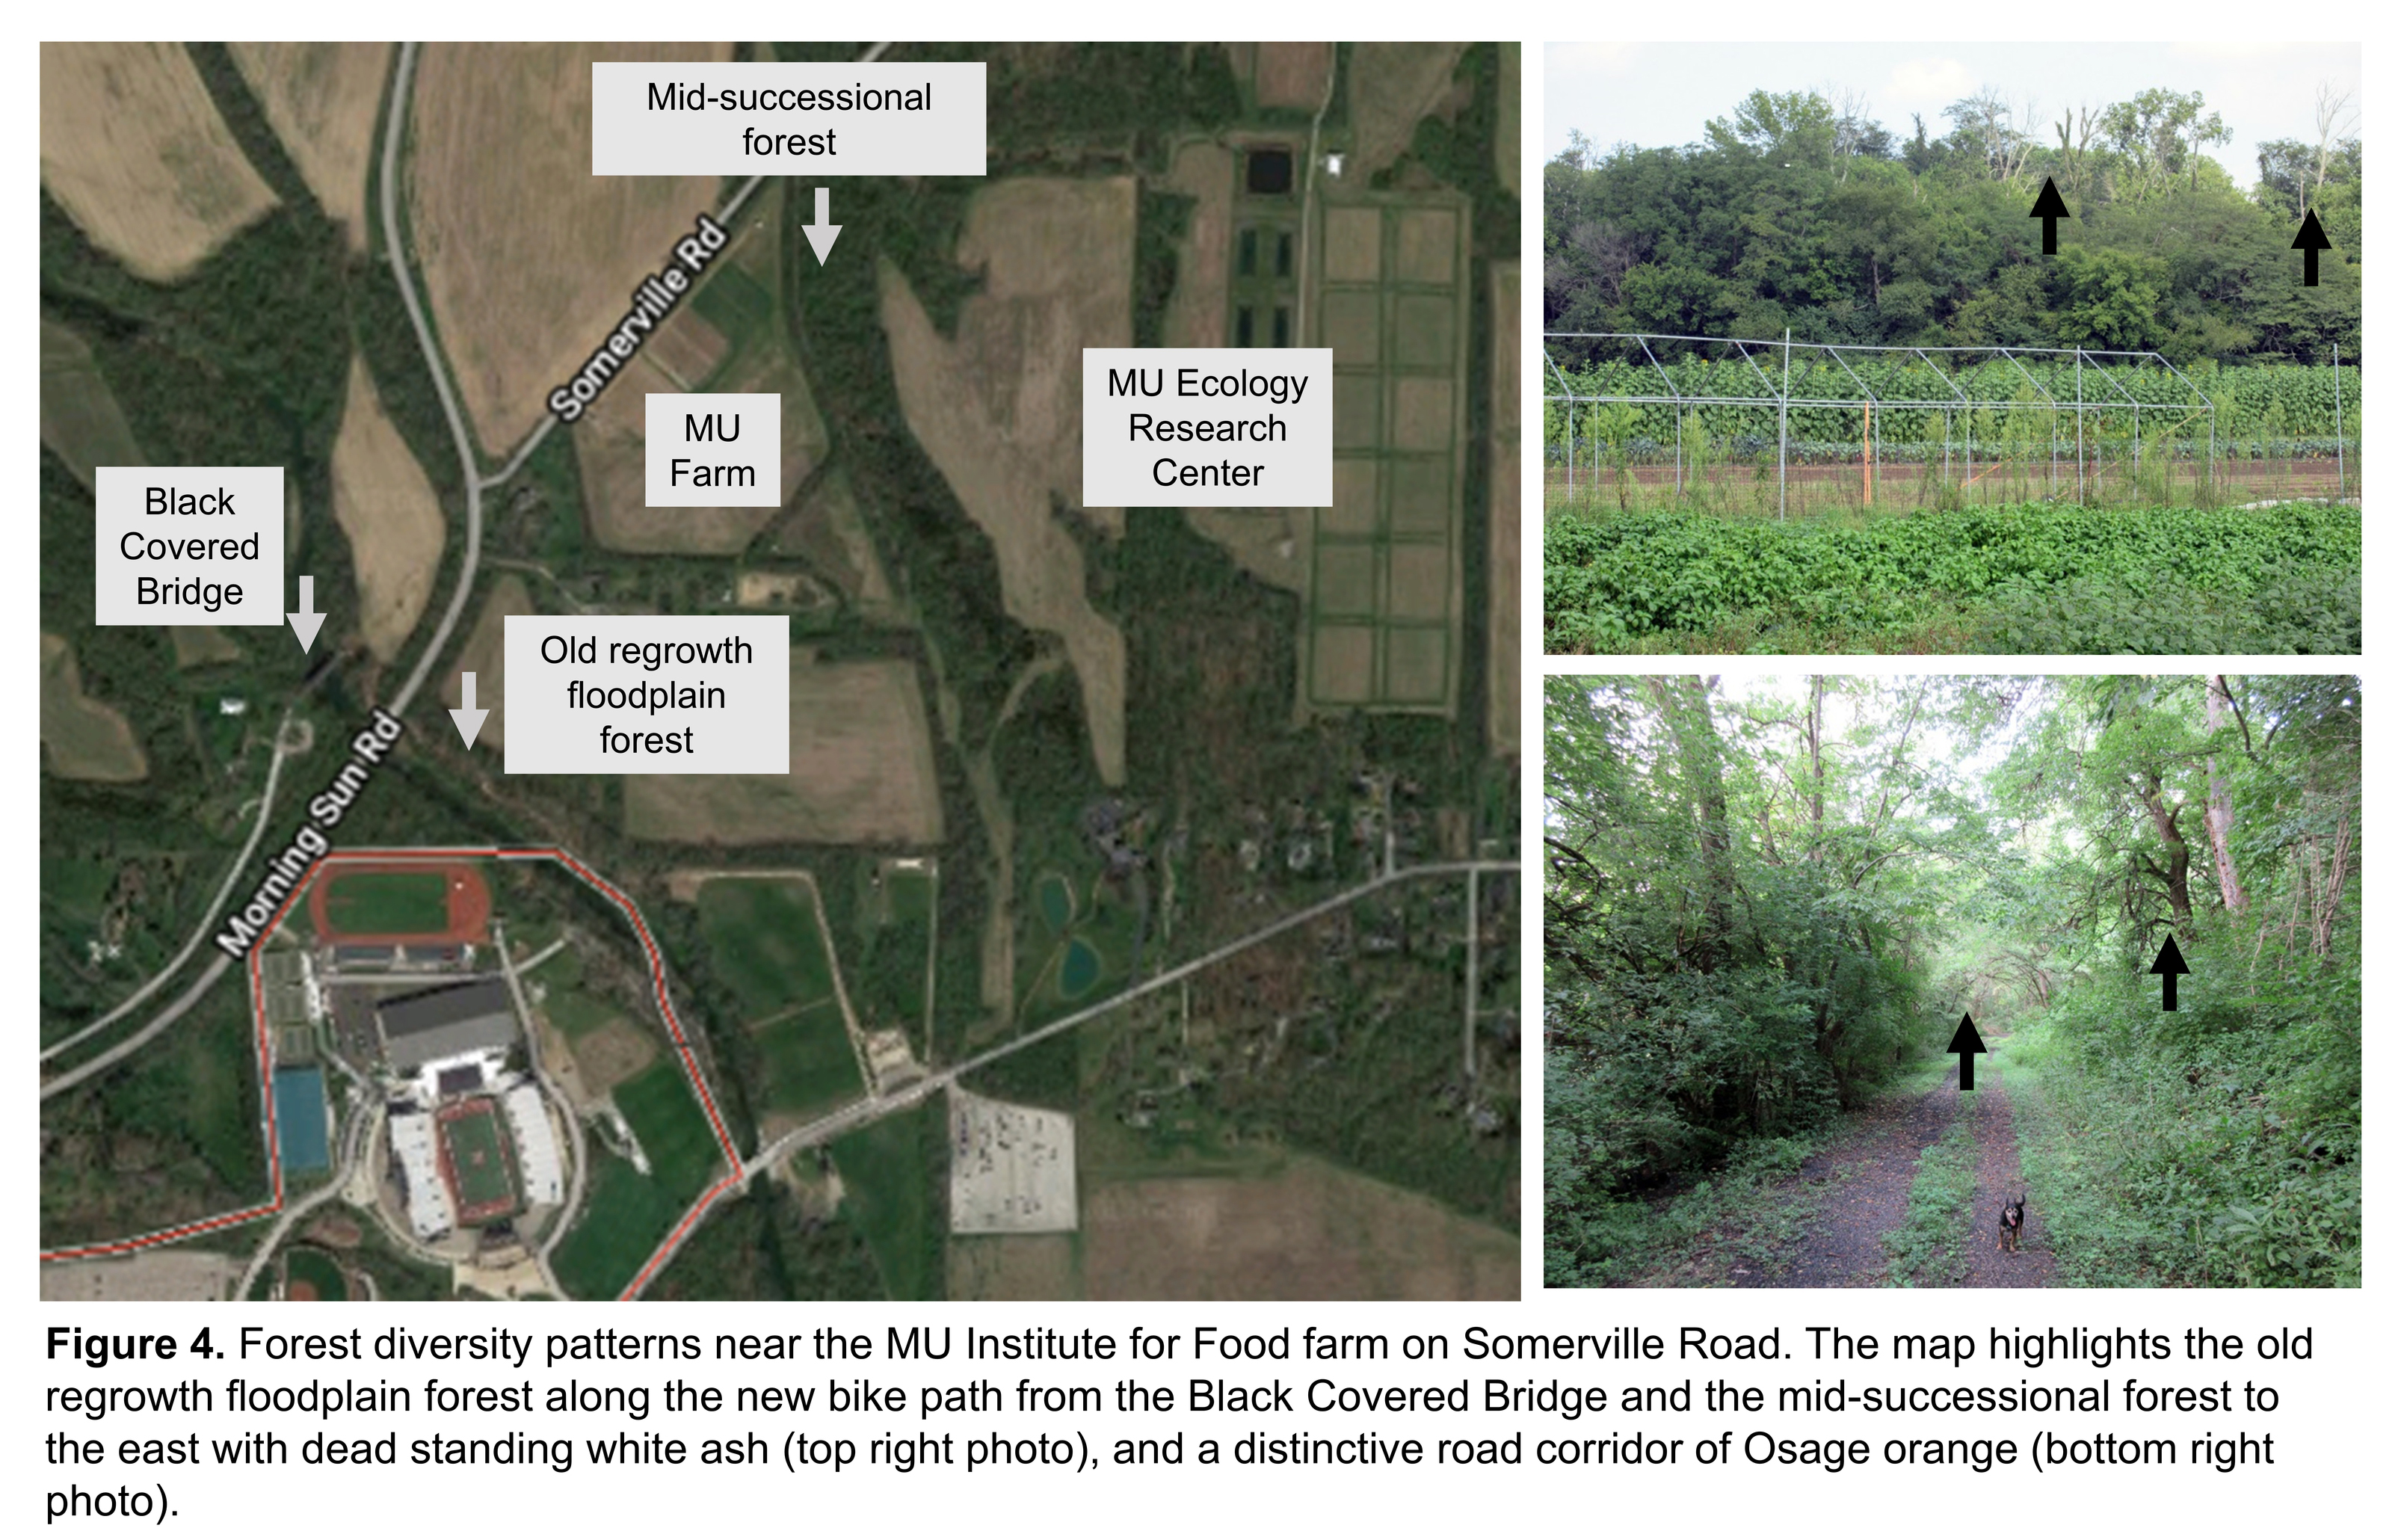 Mid-successional
forest
Somerville Rd
MU
Farm
MU Ecology
Research
Center
Black
Covered
Bridge
Old regrowth
floodplain
forest
Morning Sun Rd
Figure 4. Forest diversity patterns near the MU Institute for Food farm on Somerville Road. The map highlights the old
regrowth floodplain forest along the new bike path from the Black Covered Bridge and the mid-successional forest to
the east with dead standing white ash (top right photo), and a distinctive road corridor of Osage orange (bottom right
photo).